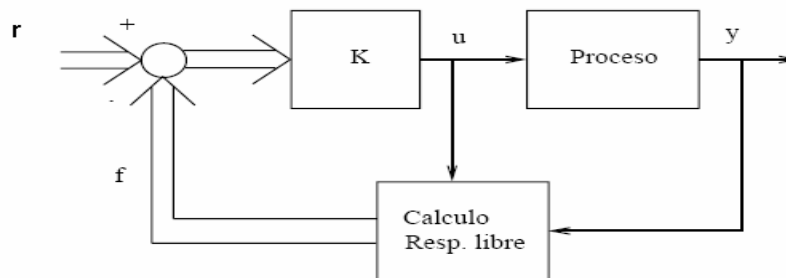 r
+
K
u
Proceso
y
-
f
Calculo
Resp. libre